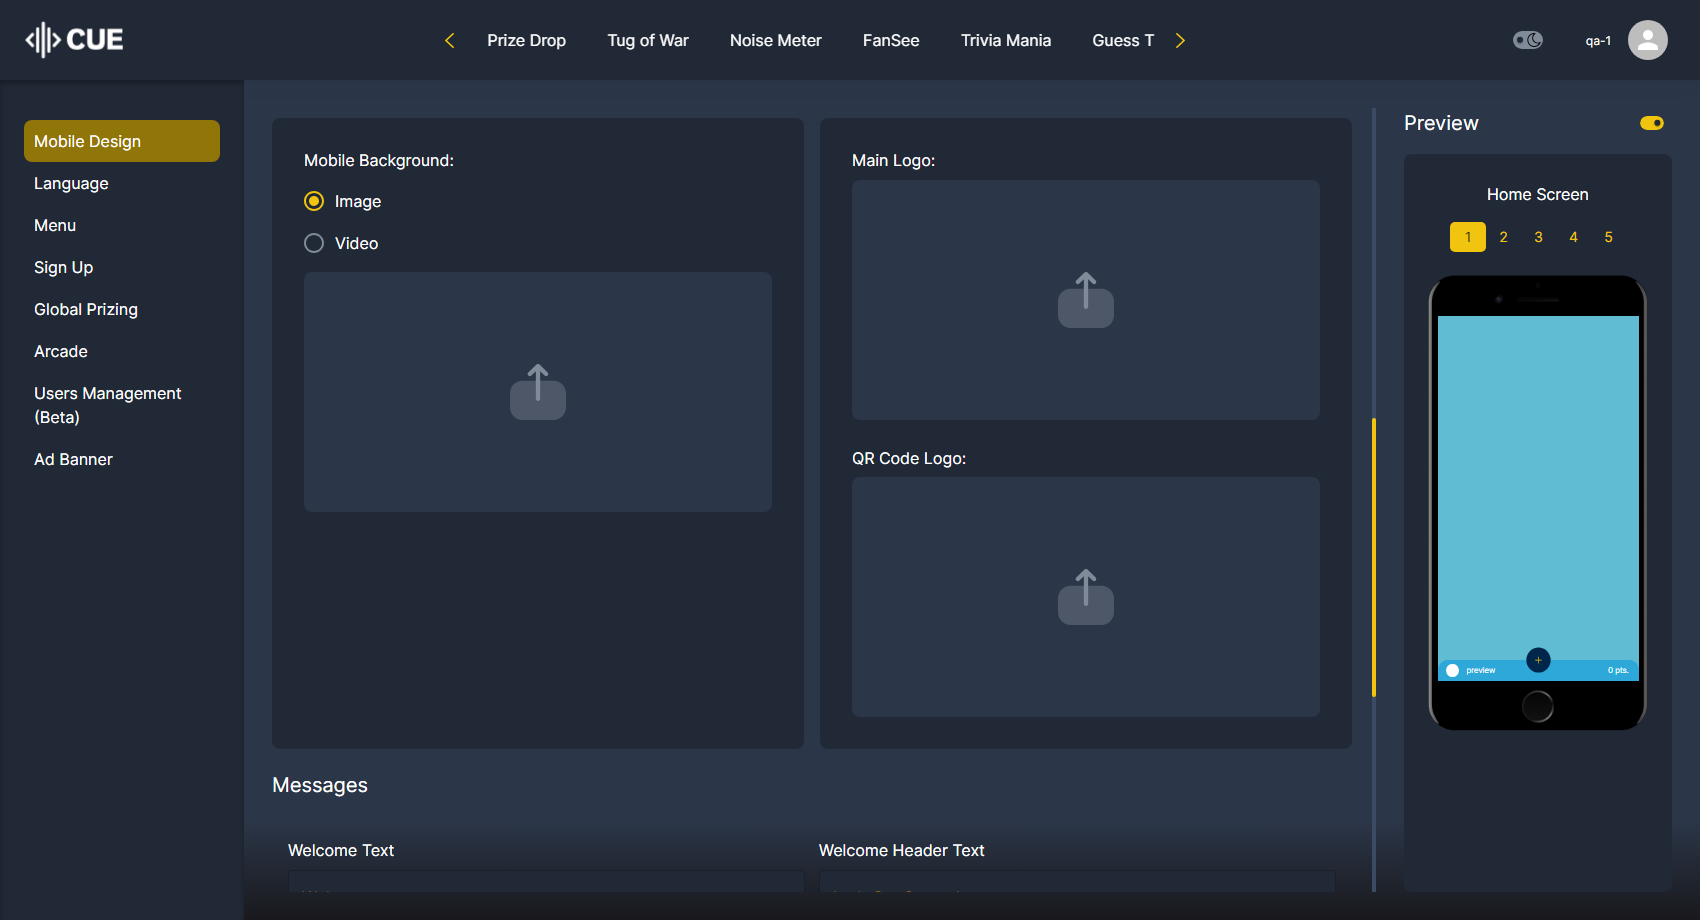 CUE
Prize Drop
Tug of War
Noise Meter
FanSee
Trivia Mania
Guess T
qa-1
Mobile Design
Language
Menu
Sign Up
Global Prizing
Arcade
Users Management
(Beta)
Ad Banner
Mobile Background:
Image
Video
Main Logo:
QR Code Logo:
Messages
Welcome Text
Welcome Header Text
Preview
Home Screen
1 2 3 4 5
preview
+
0 pts.